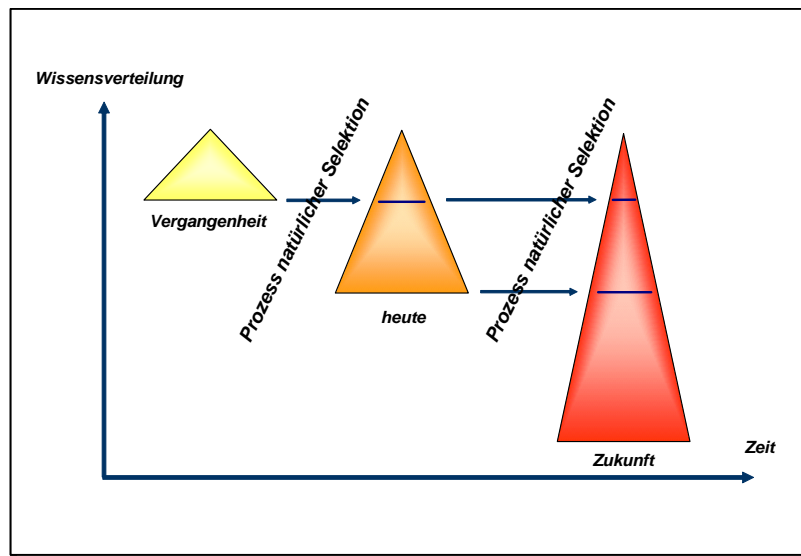 Wissensverteilung
Prozess natürlicher Selektion
Prozess natürlicher Selektion
Vergangenheit
heute
Zeit
Zukunft